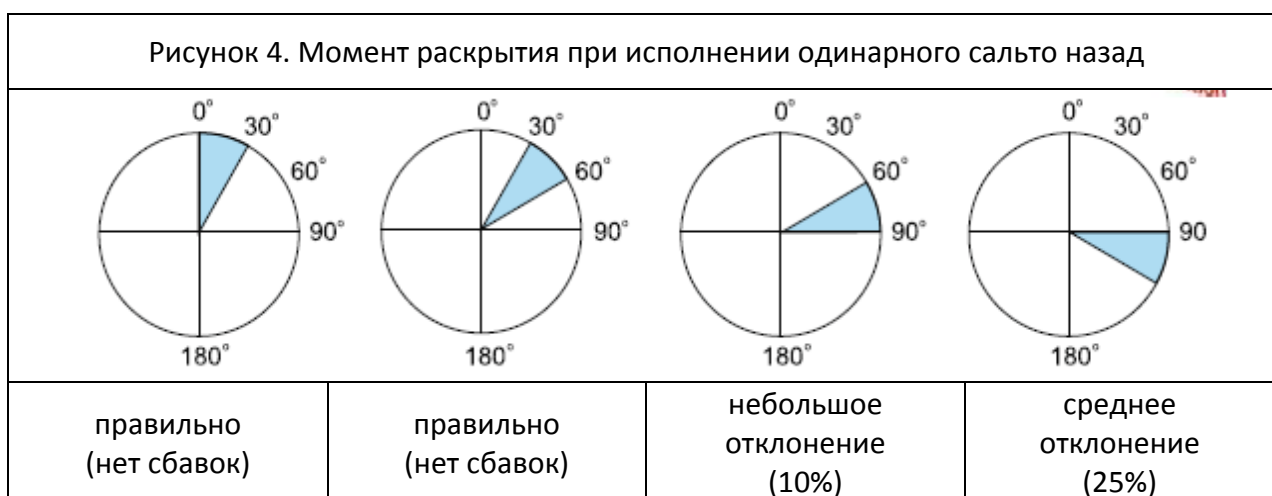 Рисунок 4. Момент раскрытия при исполнении одинарного сальто назад
0°
30°
60°
90°
180°
0°
30°
60°
90°
180°
0°
30°
60°
90°
180°
0°
30°
60°
90
180°
правильно
(нет сбавок)
правильно
(нет сбавок)
небольшое
отклонение
(10%)
среднее
отклонение
(25%)